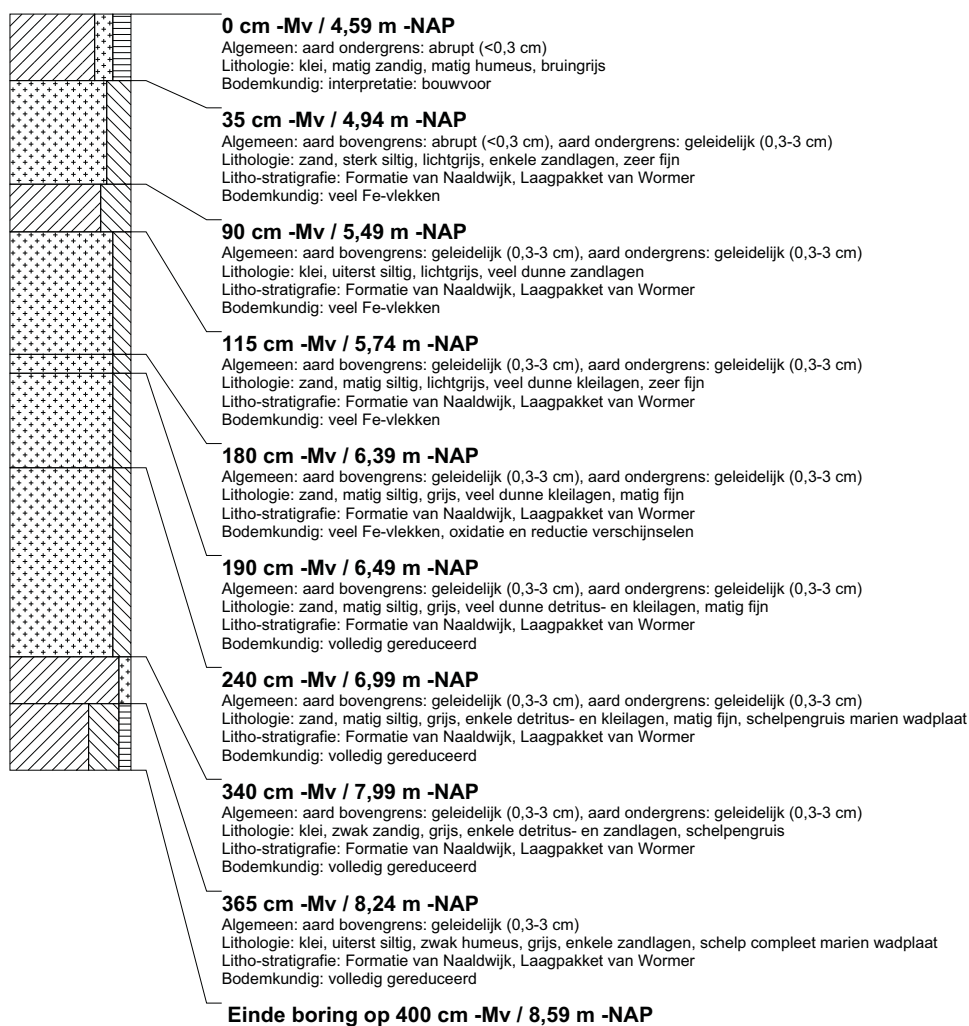 0 cm -Mv / 4,59 m -NAP
Algemeen: aard ondergrens: abrupt (<0,3 cm)
Lithologie: klei, matig zandig, matig humeus, bruingrijs
Bodemkundig: interpretatie: bouwvoor
35 cm -Mv / 4,94 m -NAP
Algemeen: aard bovengrens: abrupt (<0,3 cm), aard ondergrens: geleidelijk (0,3-3 cm)
Lithologie: zand, sterk siltig, lichtgrijs, enkele zandlagen, zeer fijn
Litho-stratigrafie: Formatie van Naaldwijk, Laagpakket van Wormer
Bodemkundig: veel Fe-vlekken
90 cm -Mv / 5,49 m -NAP
Algemeen: aard bovengrens: geleidelijk (0,3-3 cm), aard ondergrens: geleidelijk (0,3-3 cm)
Lithologie: klei, uiterst siltig, lichtgrijs, veel dunne zandlagen
Litho-stratigrafie: Formatie van Naaldwijk, Laagpakket van Wormer
Bodemkundig: veel Fe-vlekken
115 cm -Mv / 5,74 m -NAP
Algemeen: aard bovengrens: geleidelijk (0,3-3 cm), aard ondergrens: geleidelijk (0,3-3 cm)
Lithologie: zand, matig siltig, lichtgrijs, veel dunne kleilagen, zeer fijn
Litho-stratigrafie: Formatie van Naaldwijk, Laagpakket van Wormer
Bodemkundig: veel Fe-vlekken
180 cm -Mv / 6,39 m -NAP
Algemeen: aard bovengrens: geleidelijk (0,3-3 cm), aard ondergrens: geleidelijk (0,3-3 cm)
Lithologie: zand, matig siltig, grijs, veel dunne kleilagen, matig fijn
Litho-stratigrafie: Formatie van Naaldwijk, Laagpakket van Wormer
Bodemkundig: veel Fe-vlekken, oxidatie en reductie verschijnselen
190 cm -Mv / 6,49 m -NAP
Algemeen: aard bovengrens: geleidelijk (0,3-3 cm), aard ondergrens: geleidelijk (0,3-3 cm)
Lithologie: zand, matig siltig, grijs, veel dunne detritus- en kleilagen, matig fijn
Litho-stratigrafie: Formatie van Naaldwijk, Laagpakket van Wormer
Bodemkundig: volledig gereduceerd
240 cm -Mv / 6,99 m -NAP
Algemeen: aard bovengrens: geleidelijk (0,3-3 cm), aard ondergrens: geleidelijk (0,3-3 cm)
Lithologie: zand, matig siltig, grijs, enkele detritus- en kleilagen, matig fijn, schelpengruis marien wadplaat
Litho-stratigrafie: Formatie van Naaldwijk, Laagpakket van Wormer
Bodemkundig: volledig gereduceerd
340 cm -Mv / 7,99 m -NAP
Algemeen: aard bovengrens: geleidelijk (0,3-3 cm), aard ondergrens: geleidelijk (0,3-3 cm)
Lithologie: klei, zwak zandig, grijs, enkele detritus- en zandlagen, schelpengruis
Litho-stratigrafie: Formatie van Naaldwijk, Laagpakket van Wormer
Bodemkundig: volledig gereduceerd
365 cm -Mv / 8,24 m -NAP
Algemeen: aard bovengrens: geleidelijk (0,3-3 cm)
Lithologie: klei, uiterst siltig, zwak humeus, grijs, enkele zandlagen, schelp compleet marien wadplaat
Litho-stratigrafie: Formatie van Naaldwijk, Laagpakket van Wormer
Bodemkundig: volledig gereduceerd
Einde boring op 400 cm -Mv / 8,59 m -NAP